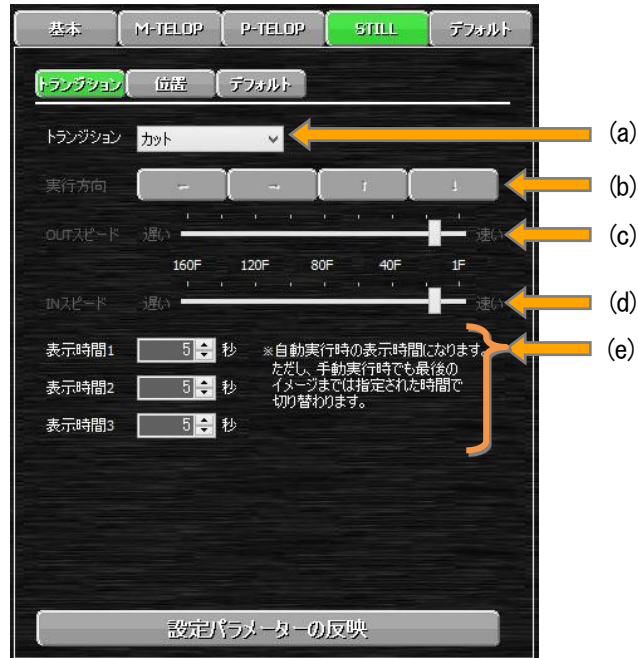 基本 M-TELOP P-TELOP STILL デフォルト
トランジション 位置 デフォルト
トランジション カット (a)
実行方向 ← → ↑ ↓ (b)
OUTスピード 遅い 速い (c)
160F 120F 80F 40F 1F
INスピード 遅い 速い (d)
表示時間1 5 秒 ※自動実行時の表示時間になります。 (e)
ただし、手動実行時でも最後の
表示時間2 5 秒 イメージまでは指定された時間で
切り替わります。
表示時間3 5 秒
設定パラメーターの反映